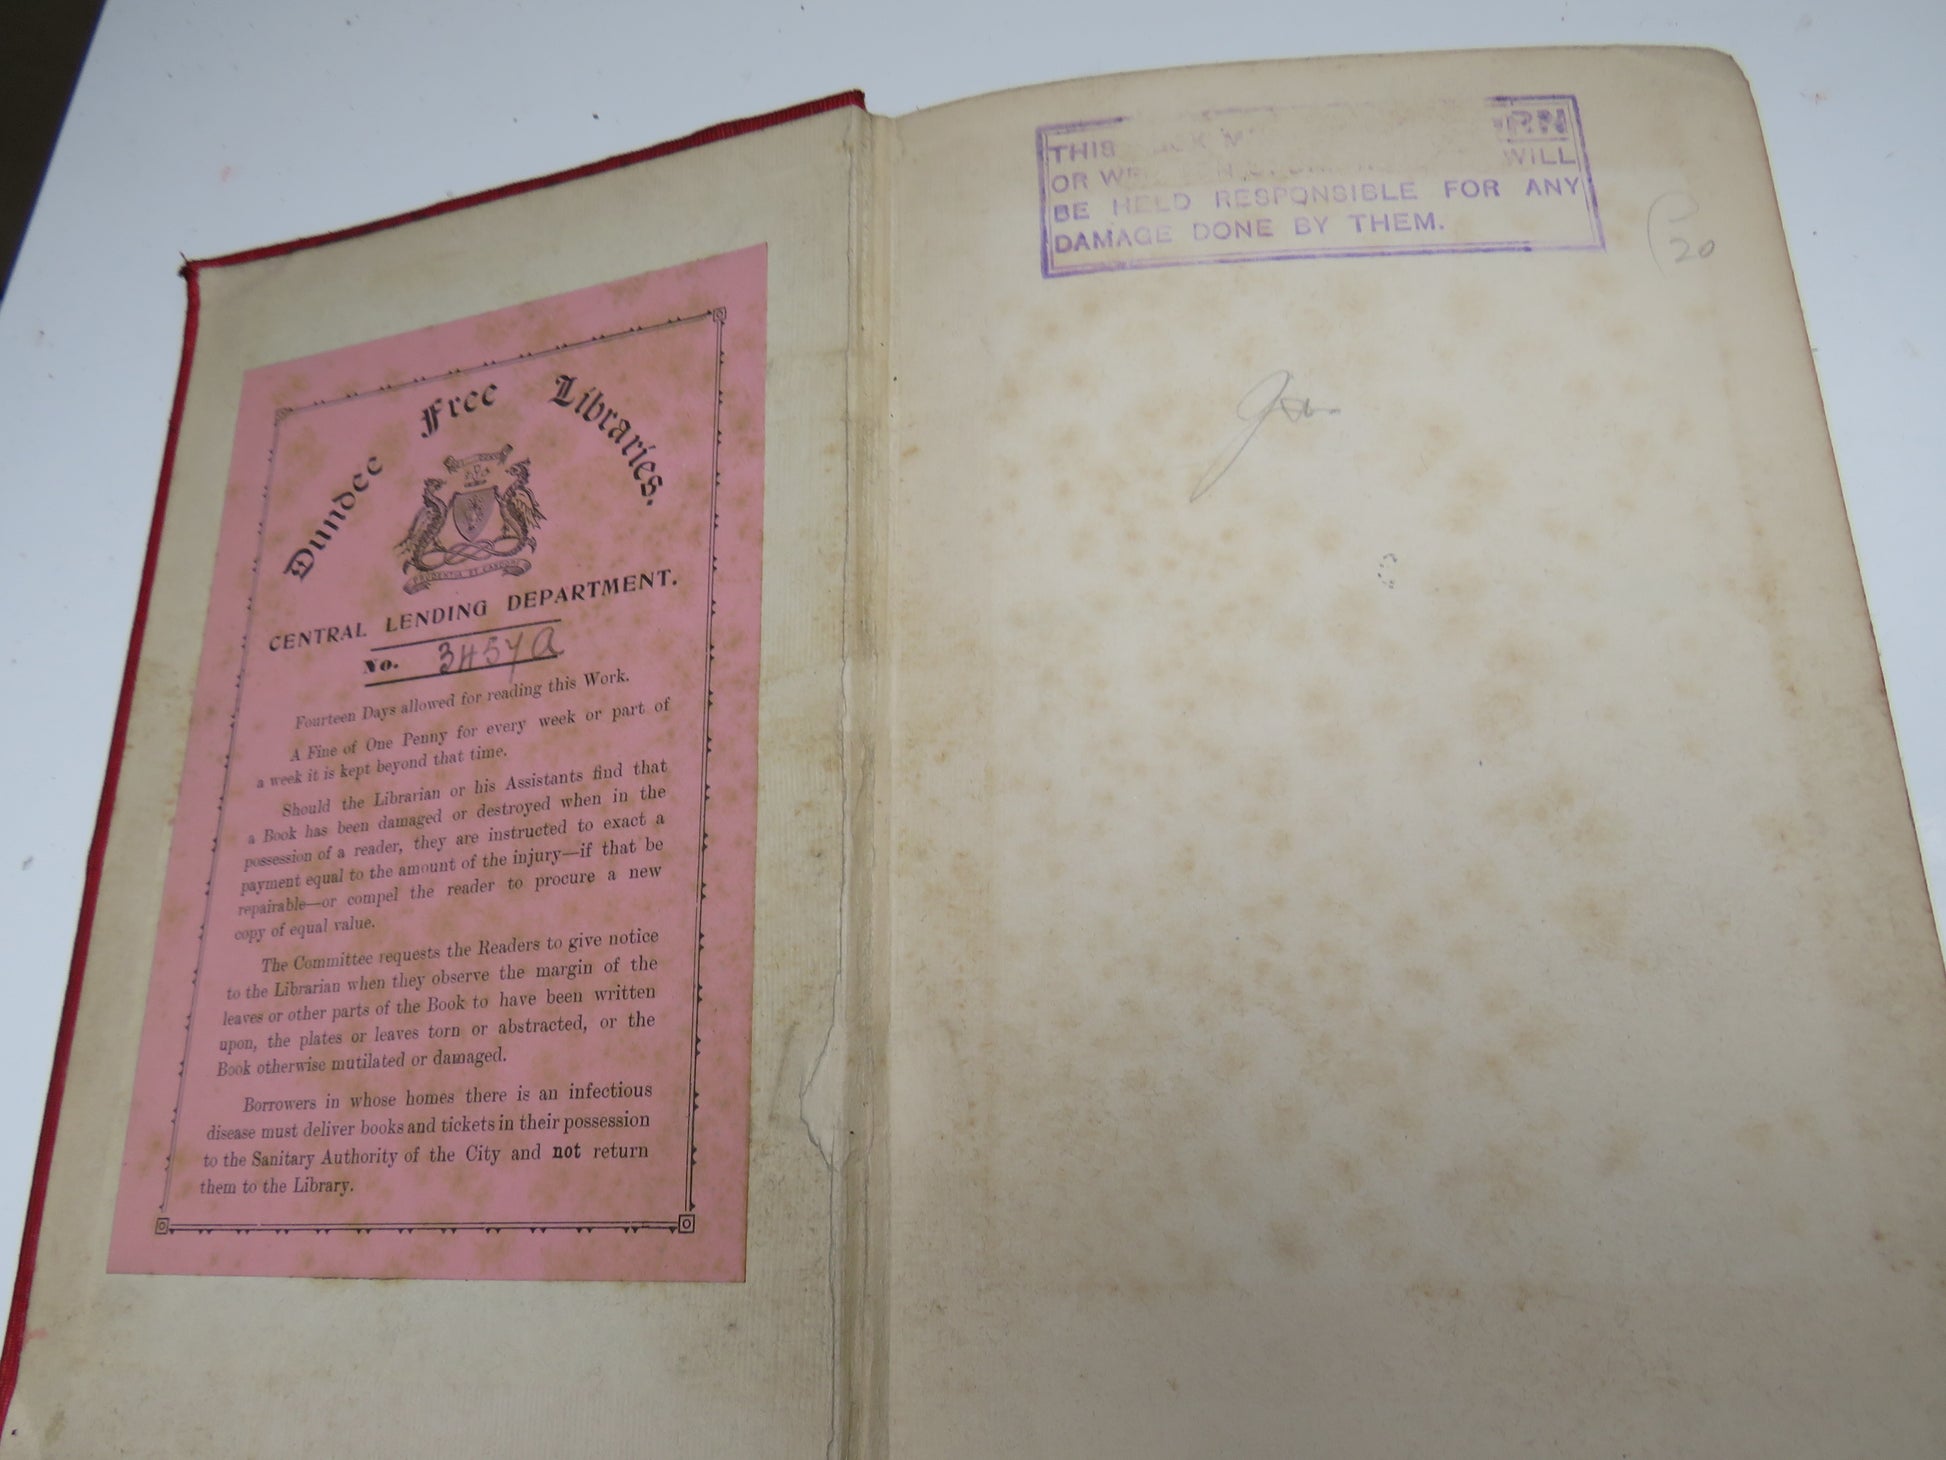 Dundee Free Libraries.
PRUDENTIA ET CANDORE
CENTRAL LENDING DEPARTMENT.
No. 3457A
Fourteen Days allowed for reading this Work.
A Fine of One Penny for every week or part of
a week it is kept beyond that time.
Should the Librarian or his Assistants find that
a Book has been damaged or destroyed when in the
possession of a reader, they are instructed to exact a
payment equal to the amount of the injury—if that be
repairable—or compel the reader to procure a new
copy of equal value.
The Committee requests the Readers to give notice
to the Librarian when they observe the margin of the
leaves or other parts of the Book to have been written
upon, the plates or leaves torn or abstracted, or the
Book otherwise mutilated or damaged.
Borrowers in whose homes there is an infectious
disease must deliver books and tickets in their possession
to the Sanitary Authority of the City and not return
them to the Library.
THIS
OR WILL
BE HELD RESPONSIBLE FOR ANY
DAMAGE DONE BY THEM.
20